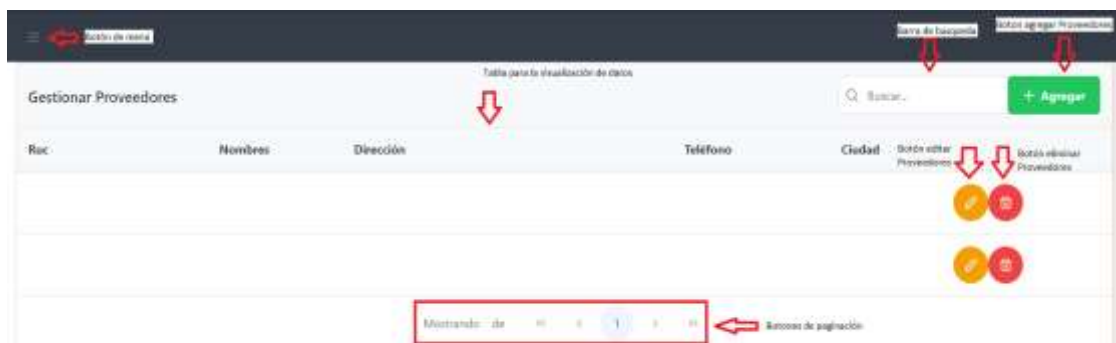 Botón de menú
Barra de busqueda
Botón agregar Proveedores
Tabla para la visualización de datos
Gestionar Proveedores
Buscar...
+ Agregar
Ruc Nombres Dirección Teléfono Ciudad
Botón editar
Proveedores
Botón eliminar
Proveedores
Mostrando de « ‹ 1 › »
Botones de paginación